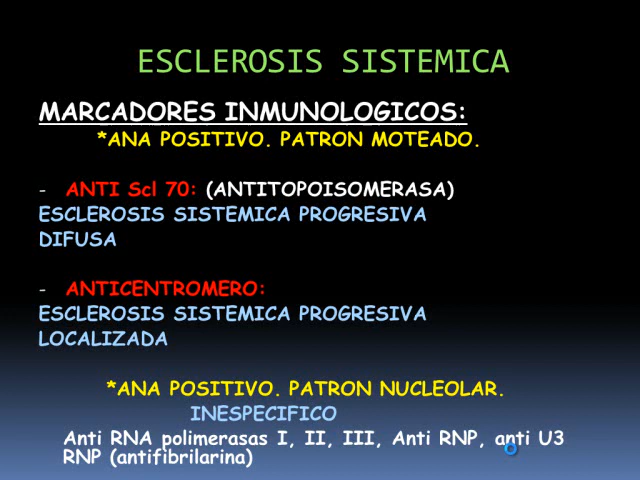 ESCLEROSIS SISTEMICA
MARCADORES INMUNOLOGICOS:
*ANA POSITIVO. PATRON MOTEADO.
- ANTI Scl 70: (ANTITOPOISOMERASA)
ESCLEROSIS SISTEMICA PROGRESIVA
DIFUSA
- ANTICENTROMERO:
ESCLEROSIS SISTEMICA PROGRESIVA
LOCALIZADA
*ANA POSITIVO. PATRON NUCLEOLAR.
INESPECIFICO
Anti RNA polimerasas I, II, III, Anti RNP, anti U3
RNP (antifibrilarina)